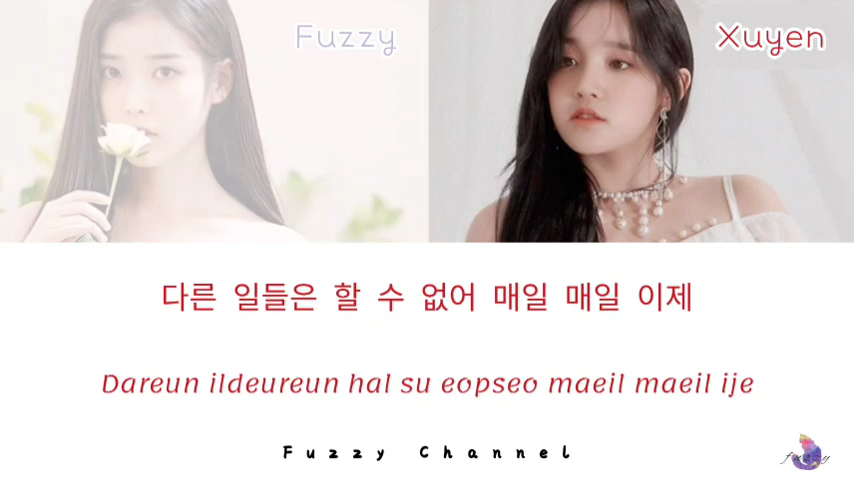 Fuzzy
Xuyen
다른 일들은 할 수 없어 매일 매일 이제
Dareun ildeureun hal su eopseo maeil maeil ije
Fuzzy Channel
fuzzy